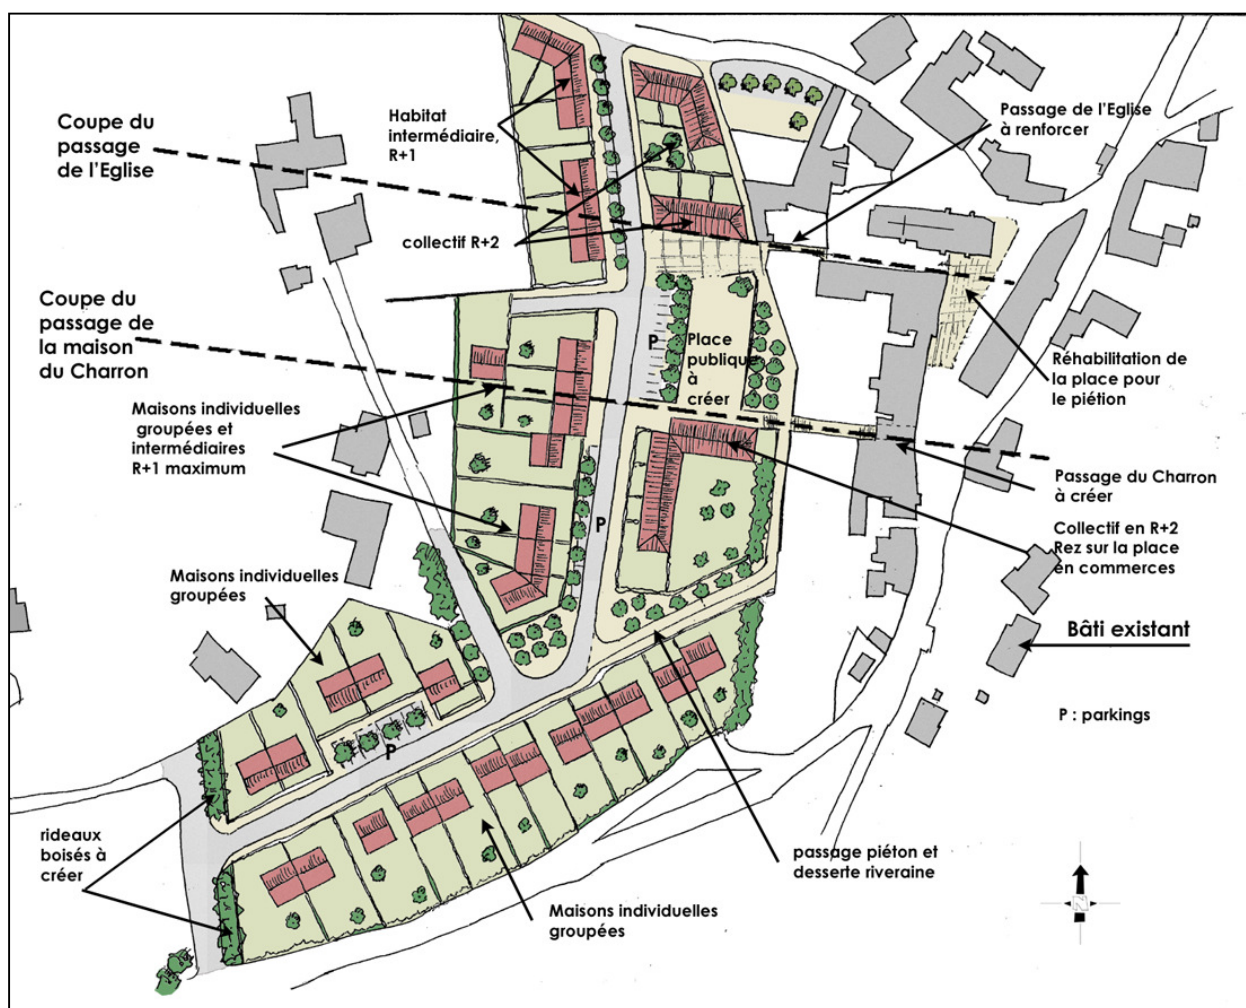 Coupe du
passage
de l'Eglise
Habitat
intermédiaire,
R+1
collectif R+2
Passage de l'Eglise
à renforcer
Coupe du
passage de
la maison
du Charron
P
Place
publique
à
créer
Réhabilitation de
la place pour
le piétion
Maisons individuelles
groupées et
intermédiaires
R+1 maximum
Passage du Charron
à créer
P
Collectif en R+2
Rez sur la place
en commerces
Maisons individuelles
groupées
Bâti existant
P : parkings
P
rideaux
boisés à
créer
passage piéton et
desserte riveraine
Maisons individuelles
groupées
N